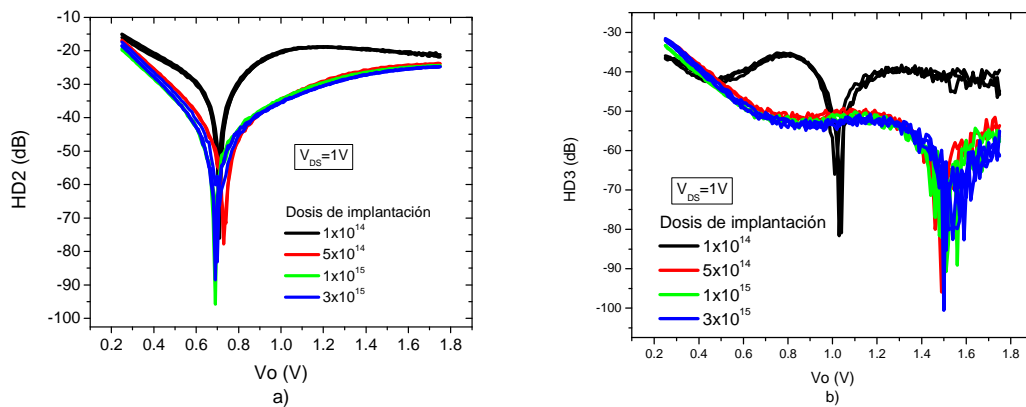 -10
-20
-30
-40
-50
-60
-70
-80
-90
-100
HD2 (dB)
V_DS=1V
Dosis de implantación
1x10^14
5x10^14
1x10^15
3x10^15
0.2 0.4 0.6 0.8 1.0 1.2 1.4 1.6 1.8
Vo (V)
a)
-30
-40
-50
-60
-70
-80
-90
-100
HD3 (dB)
V_DS=1V
Dosis de implantación
1x10^14
5x10^14
1x10^15
3x10^15
0.2 0.4 0.6 0.8 1.0 1.2 1.4 1.6 1.8
Vo (V)
b)